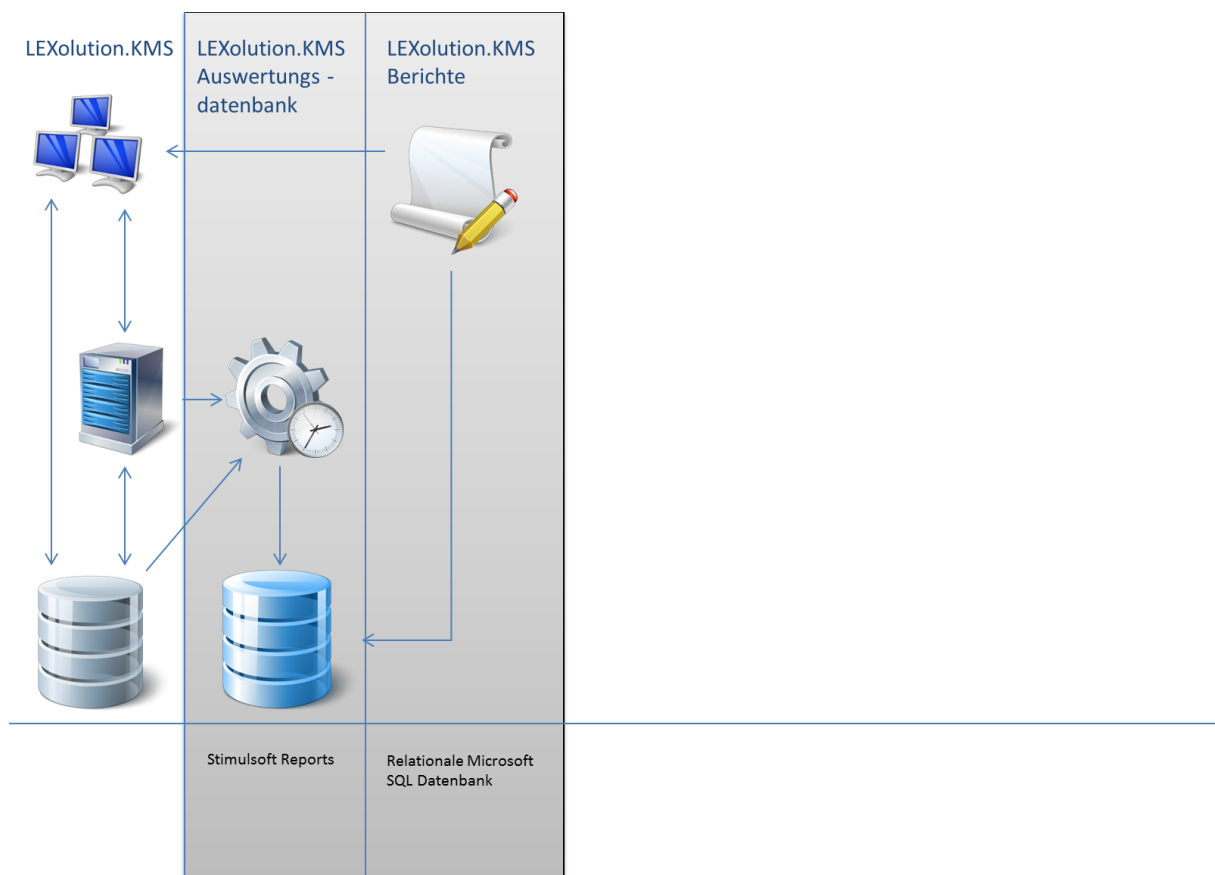 LEXolution.KMS
LEXolution.KMS
Auswertungs -
datenbank
LEXolution.KMS
Berichte
Stimulsoft Reports
Relationale Microsoft
SQL Datenbank